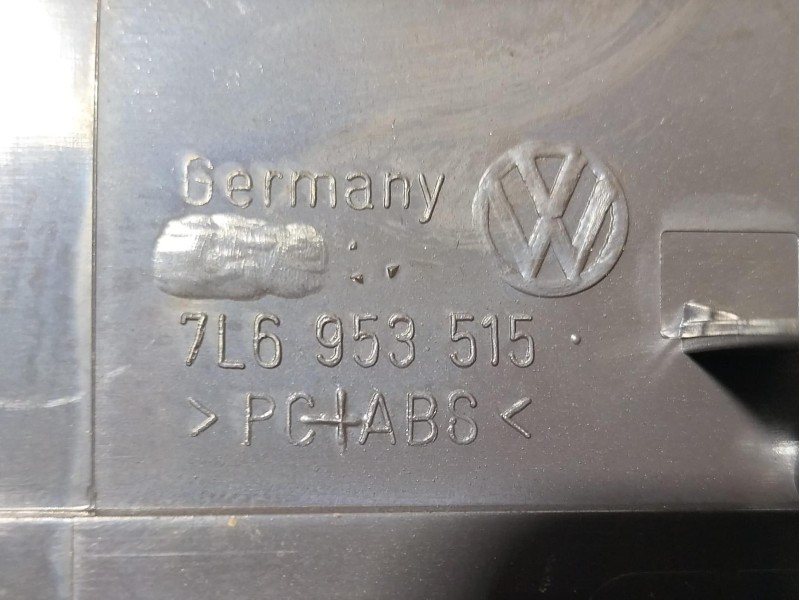 Germany
7L6 953 515
>PC+ABS<